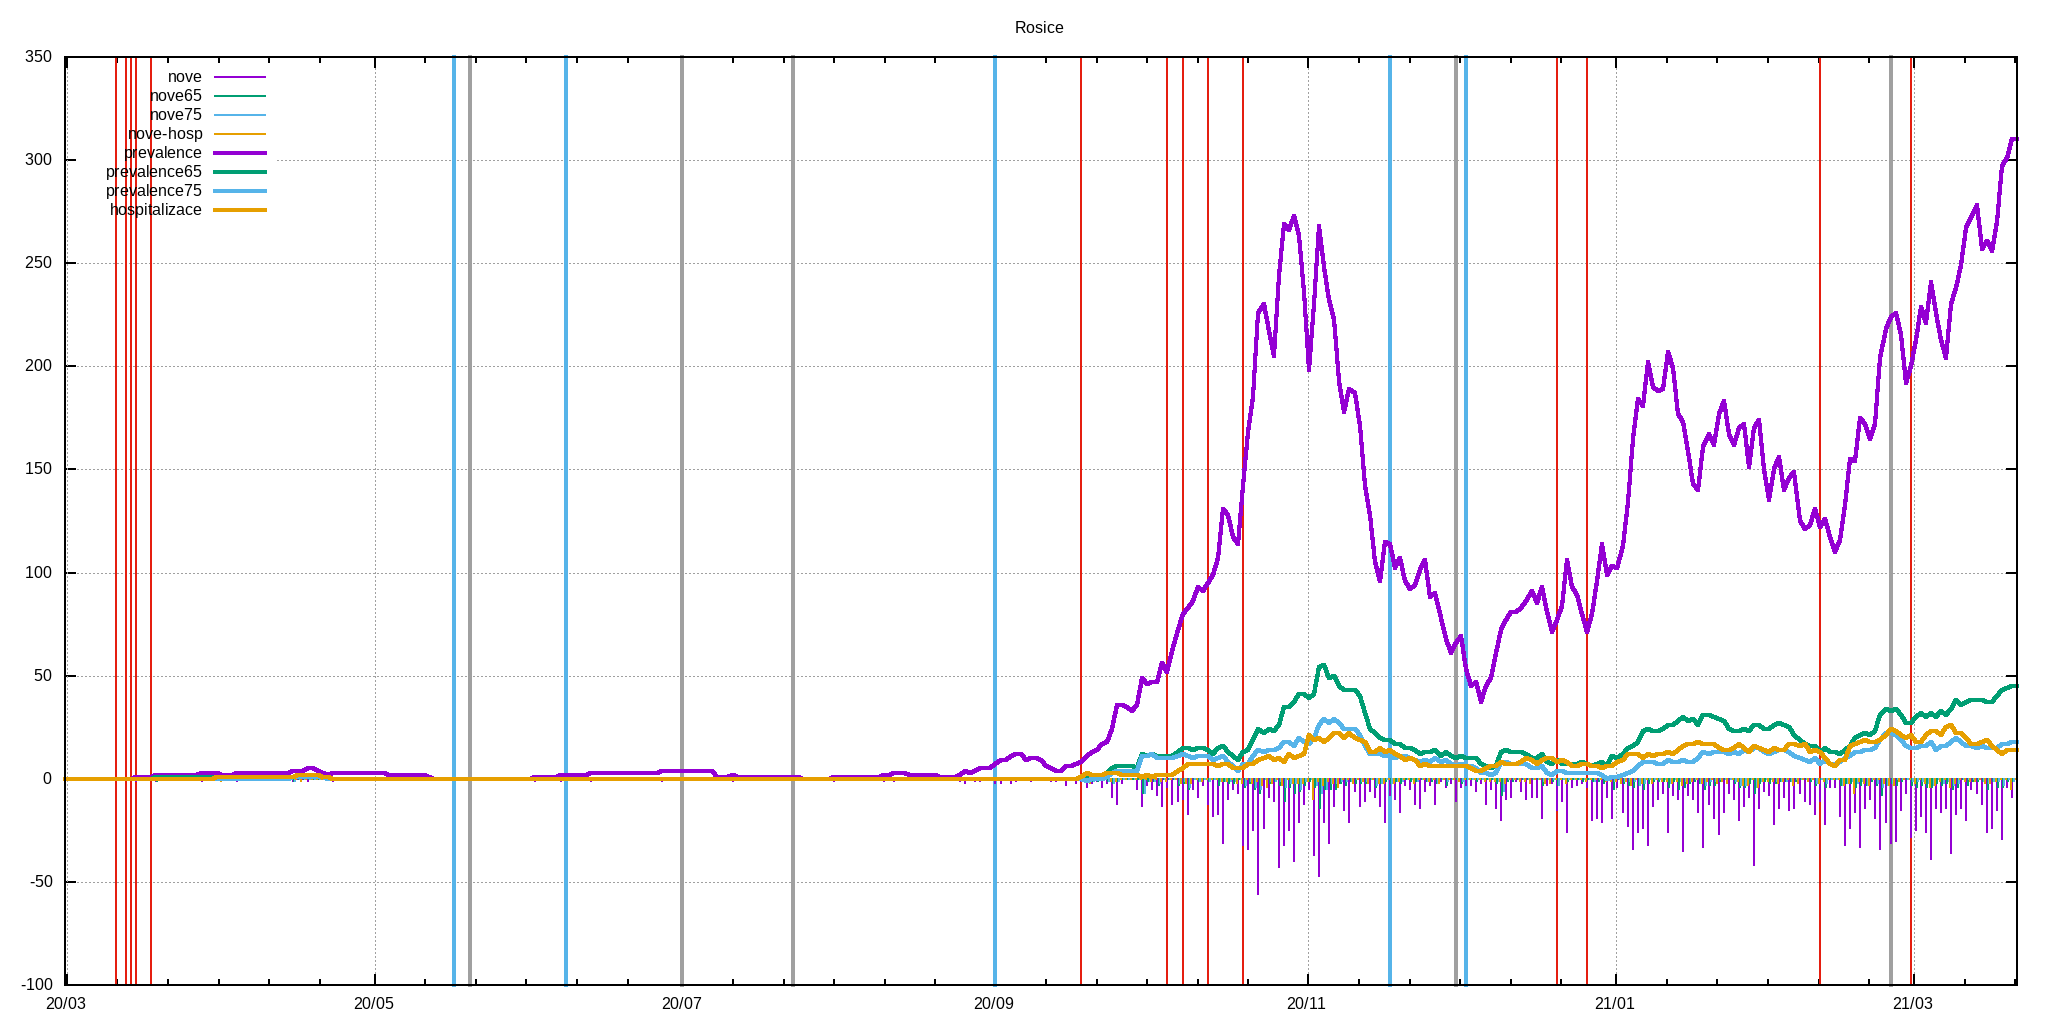 Rosice
350
300
250
200
150
100
50
0
-50
-100
nove
nove65
nove75
nove-hosp
prevalence
prevalence65
prevalence75
hospitalizace
20/03 20/05 20/07 20/09 20/11 21/01 21/03